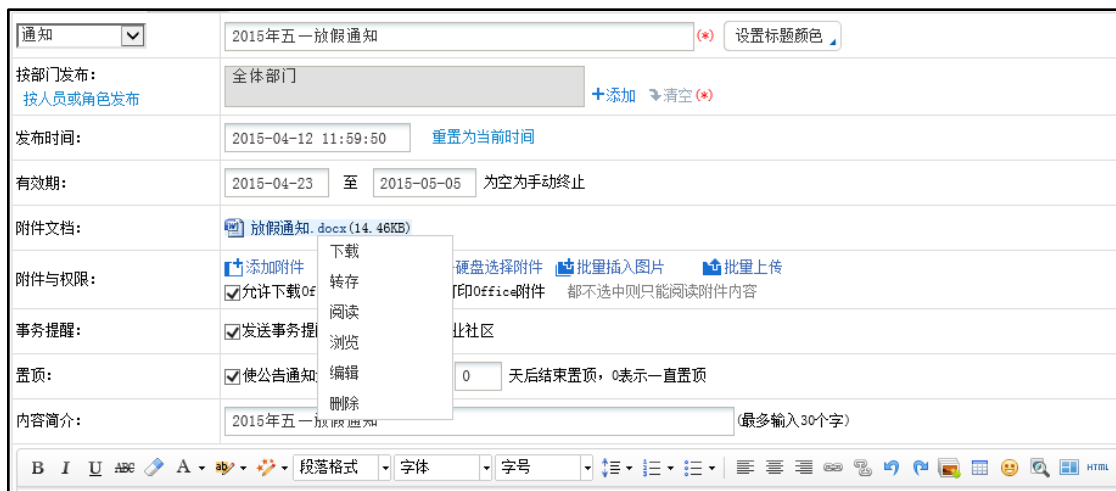 通知 2015年五一放假通知 (*) 设置标题颜色
按部门发布： 全体部门
按人员或角色发布 添加 清空(*)
发布时间： 2015-04-12 11:59:50 重置为当前时间
有效期： 2015-04-23 至 2015-05-05 为空为手动终止
附件文档： 放假通知.docx(14.46KB)
下载
附件与权限： 添加附件 硬盘选择附件 批量插入图片 批量上传
转存
允许下载Of 印Office附件 都不选中则只能阅读附件内容
阅读
事务提醒： 发送事务提 业社区
浏览
置顶： 使公告通知 编辑 0 天后结束置顶，0表示一直置顶
删除
内容简介： 2015年五一放假通知 (最多输入30个字)
B I U ABC A ab 段落格式 字体 字号 HTML